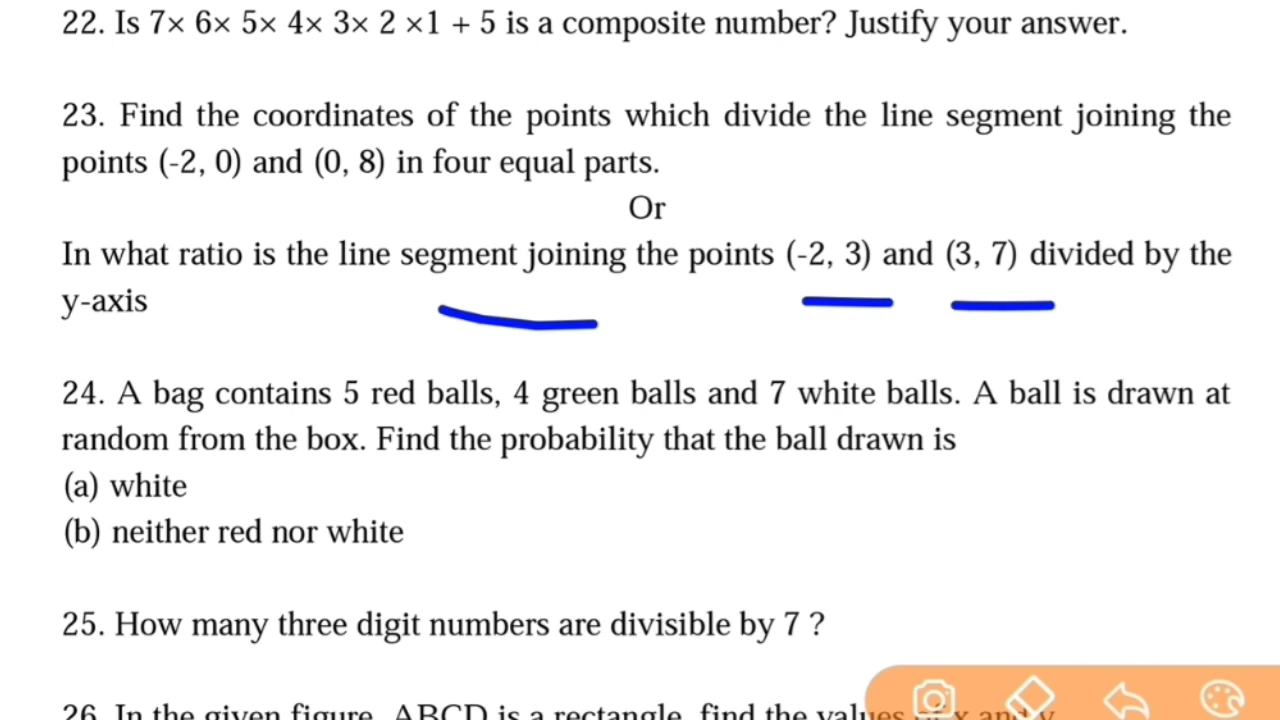 22. Is 7× 6× 5× 4× 3× 2 ×1 + 5 is a composite number? Justify your answer.
23. Find the coordinates of the points which divide the line segment joining the
points (-2, 0) and (0, 8) in four equal parts.
Or
In what ratio is the line segment joining the points (-2, 3) and (3, 7) divided by the
y-axis
24. A bag contains 5 red balls, 4 green balls and 7 white balls. A ball is drawn at
random from the box. Find the probability that the ball drawn is
(a) white
(b) neither red nor white
25. How many three digit numbers are divisible by 7 ?
26. In the given figure, ABCD is a rectangle, find the values of x and y